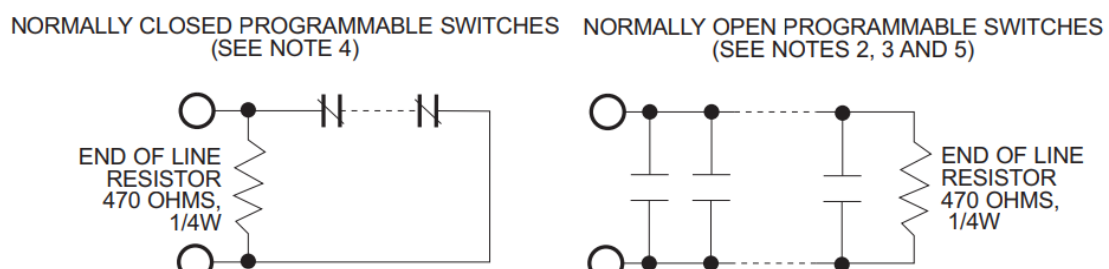 NORMALLY CLOSED PROGRAMMABLE SWITCHES
(SEE NOTE 4)
NORMALLY OPEN PROGRAMMABLE SWITCHES
(SEE NOTES 2, 3 AND 5)
END OF LINE
RESISTOR
470 OHMS,
1/4W
END OF LINE
RESISTOR
470 OHMS,
1/4W